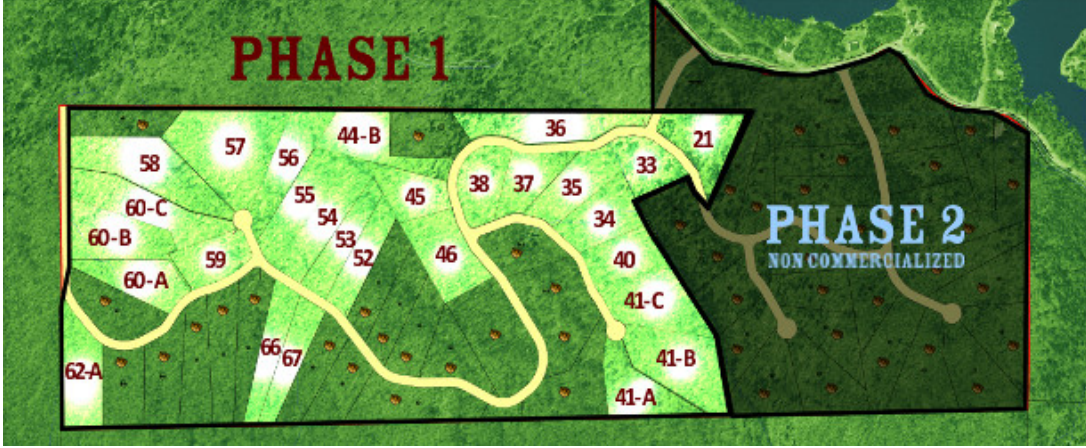 PHASE 1
36
21
44-B
57
58
56
33
38
37
35
45
55
60-C
54
34
60-B
53
52
59
46
40
60-A
41-C
66
67
41-B
62-A
41-A
PHASE 2
NON COMMERCIALIZED